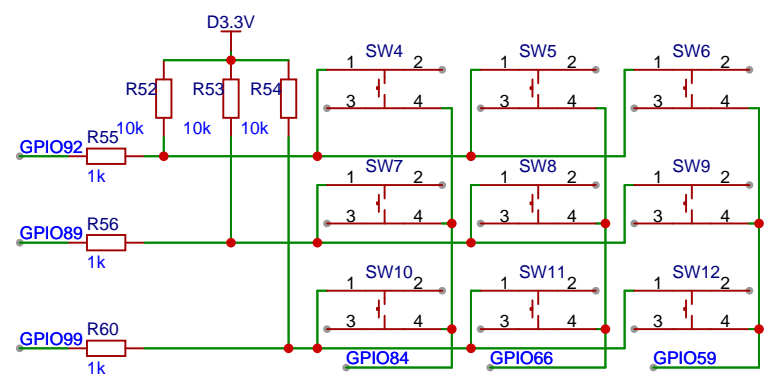 D3.3V
SW4 SW5 SW6
1 2 1 2 1 2
R52 R53 R54
3 4 3 4 3 4
10k 10k 10k
R55
GPIO92
1k
SW7 SW8 SW9
1 2 1 2 1 2
3 4 3 4 3 4
R56
GPIO89
1k
SW10 SW11 SW12
1 2 1 2 1 2
3 4 3 4 3 4
R60
GPIO99
1k
GPIO84 GPIO66 GPIO59